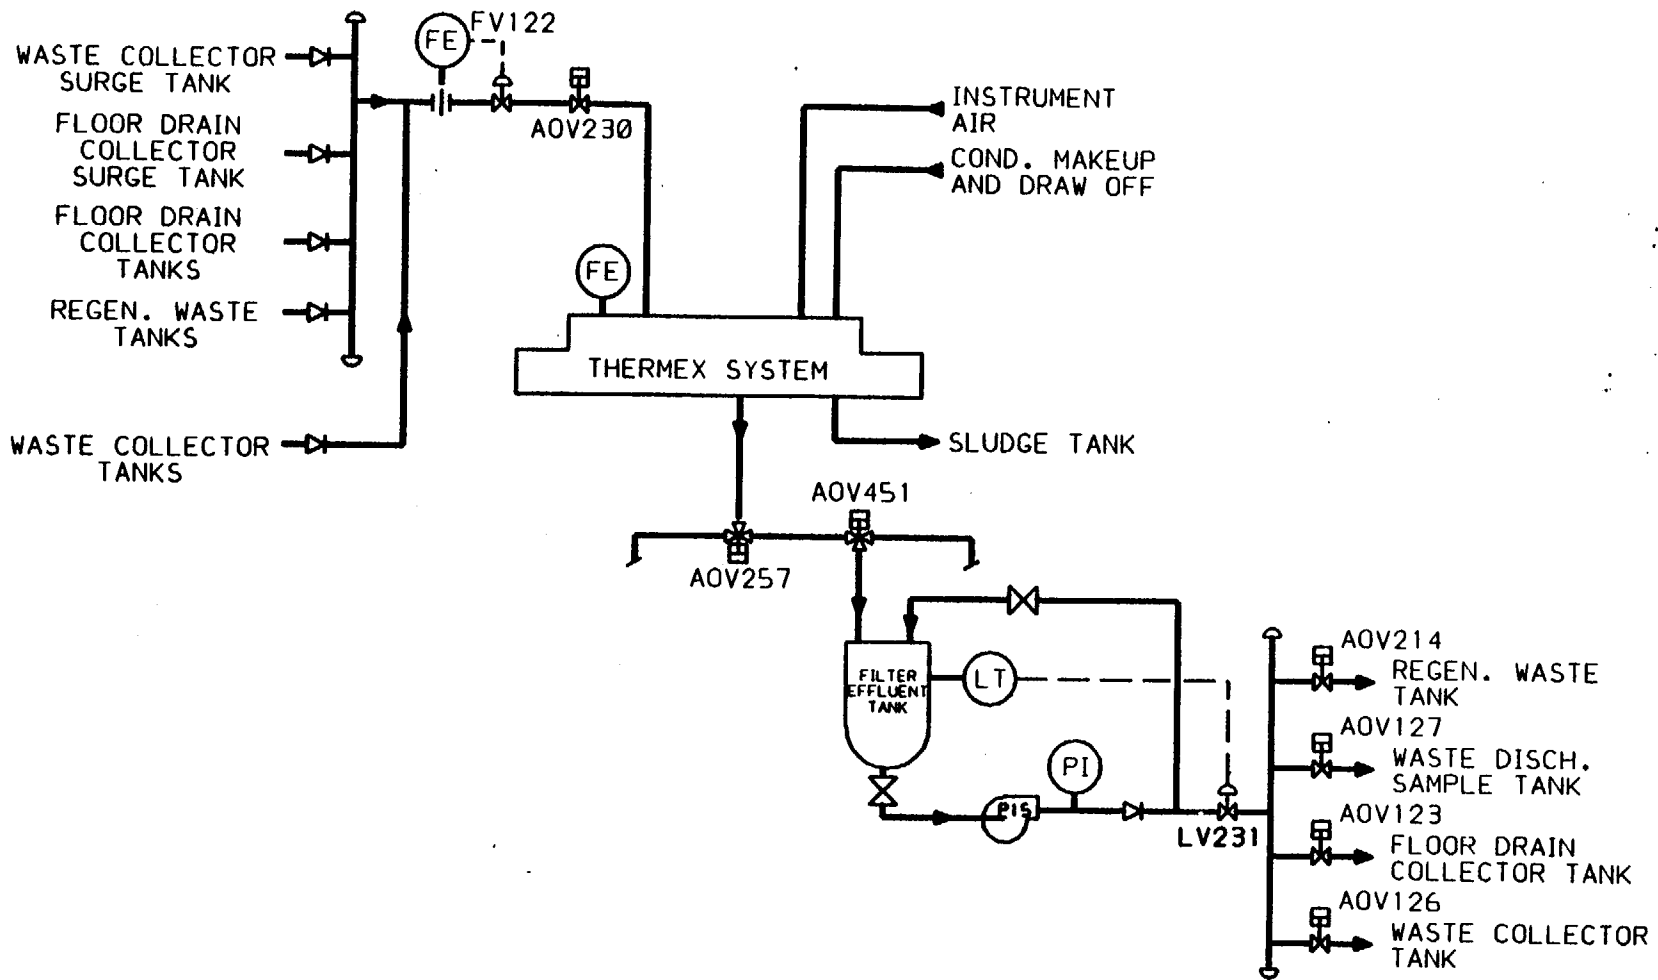 WASTE COLLECTOR
SURGE TANK
FLOOR DRAIN
COLLECTOR
SURGE TANK
FLOOR DRAIN
COLLECTOR
TANKS
REGEN. WASTE
TANKS
WASTE COLLECTOR
TANKS
FE
FV122
AOV230
INSTRUMENT
AIR
COND. MAKEUP
AND DRAW OFF
FE
THERMEX SYSTEM
SLUDGE TANK
AOV451
AOV257
FILTER
EFFLUENT
TANK
LT
PI
P15
LV231
AOV214
REGEN. WASTE
TANK
AOV127
WASTE DISCH.
SAMPLE TANK
AOV123
FLOOR DRAIN
COLLECTOR TANK
AOV126
WASTE COLLECTOR
TANK